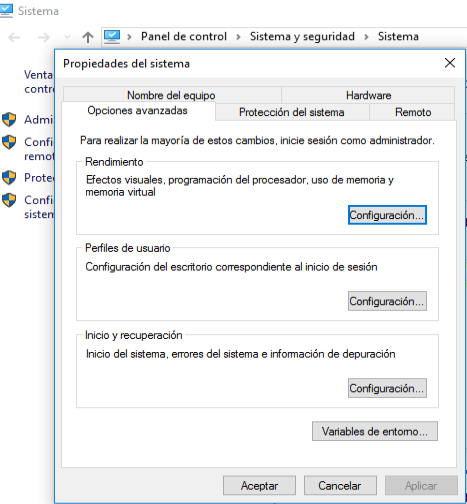 Sistema
Panel de control > Sistema y seguridad > Sistema
Propiedades del sistema
Nombre del equipo Hardware
Opciones avanzadas Protección del sistema Remoto
Para realizar la mayoría de estos cambios, inicie sesión como administrador.
Rendimiento
Efectos visuales, programación del procesador, uso de memoria y
memoria virtual
Configuración...
Perfiles de usuario
Configuración del escritorio correspondiente al inicio de sesión
Configuración...
Inicio y recuperación
Inicio del sistema, errores del sistema e información de depuración
Configuración...
Variables de entorno...
Aceptar Cancelar Aplicar
Venta
contro
Admi
Confi
remot
Prote
Confi
sistem